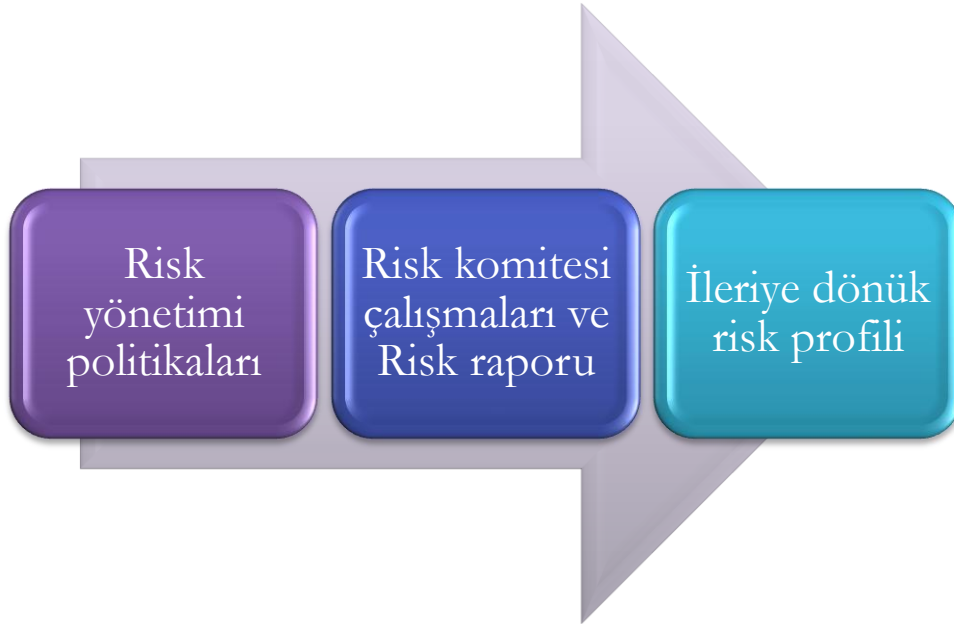 Risk
yönetimi
politikaları
Risk komitesi
çalışmaları ve
Risk raporu
İleriye dönük
risk profili